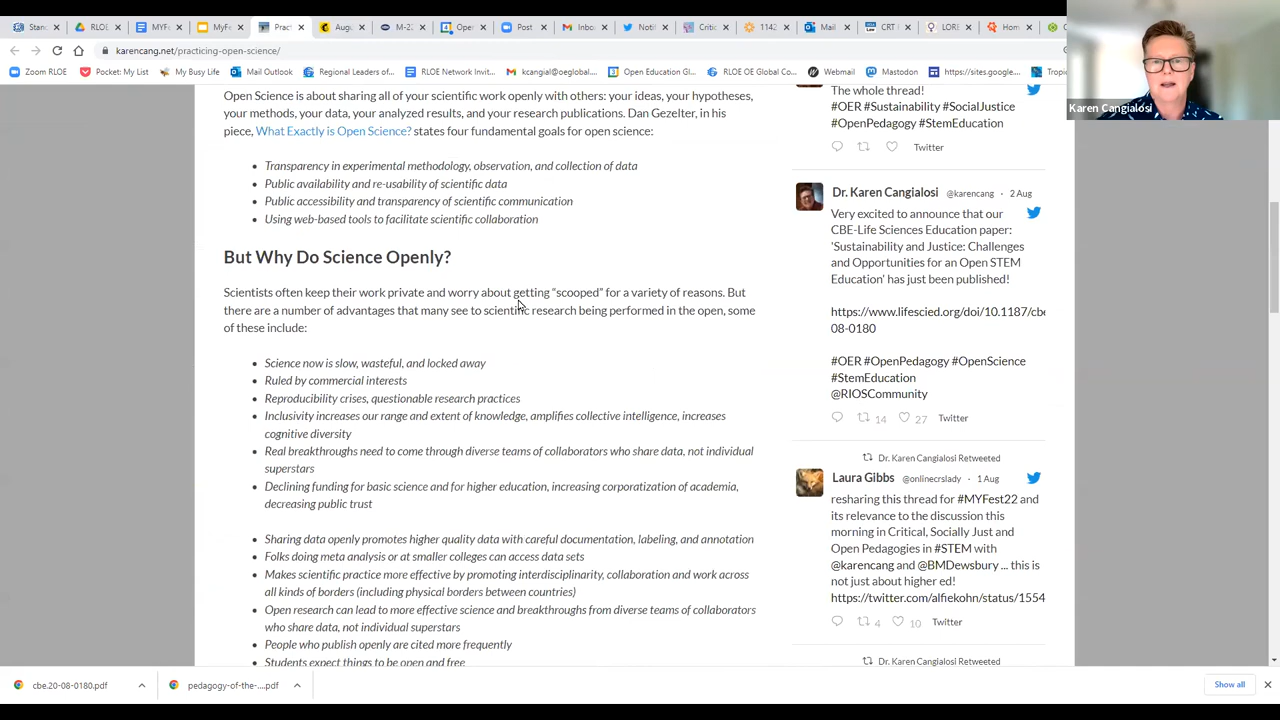 Stanc
RLOE
MYFe
MyFe
Pract
Augu
M-23
Open
Post
Inbo
Notif
Critic
1142
Mail
CRT
LORE
Hom
karencang.net/practicing-open-science/
Zoom RLOE
Pocket: My List
My Busy Life
Mail Outlook
Regional Leaders of...
RLOE Network Invit...
kcangial@oeglobal....
Open Education Gl...
RLOE OE Global Co...
Webmail
Mastodon
https://sites.google....
Tropic
Karen Cangialosi
Open Science is about sharing all of your scientific work openly with others: your ideas, your hypotheses,
your methods, your data, your analyzed results, and your research publications. Dan Gezelter, in his
piece, What Exactly is Open Science? states four fundamental goals for open science:
• Transparency in experimental methodology, observation, and collection of data
• Public availability and re-usability of scientific data
• Public accessibility and transparency of scientific communication
• Using web-based tools to facilitate scientific collaboration
But Why Do Science Openly?
Scientists often keep their work private and worry about getting “scooped” for a variety of reasons. But
there are a number of advantages that many see to scientific research being performed in the open, some
of these include:
• Science now is slow, wasteful, and locked away
• Ruled by commercial interests
• Reproducibility crises, questionable research practices
• Inclusivity increases our range and extent of knowledge, amplifies collective intelligence, increases
cognitive diversity
• Real breakthroughs need to come through diverse teams of collaborators who share data, not individual
superstars
• Declining funding for basic science and for higher education, increasing corporatization of academia,
decreasing public trust
• Sharing data openly promotes higher quality data with careful documentation, labeling, and annotation
• Folks doing meta analysis or at smaller colleges can access data sets
• Makes scientific practice more effective by promoting interdisciplinarity, collaboration and work across
all kinds of borders (including physical borders between countries)
• Open research can lead to more effective science and breakthroughs from diverse teams of collaborators
who share data, not individual superstars
• People who publish openly are cited more frequently
• Students expect things to be open and free
The whole thread!
#OER #Sustainability #SocialJustice
#OpenPedagogy #StemEducation
Twitter
Dr. Karen Cangialosi @karencang · 2 Aug
Very excited to announce that our
CBE-Life Sciences Education paper:
'Sustainability and Justice: Challenges
and Opportunities for an Open STEM
Education' has just been published!
https://www.lifescied.org/doi/10.1187/cbe
08-0180
#OER #OpenPedagogy #OpenScience
#StemEducation
@RIOSCommunity
14 27 Twitter
Dr. Karen Cangialosi Retweeted
Laura Gibbs @onlinecrslady · 1 Aug
resharing this thread for #MYFest22 and
its relevance to the discussion this
morning in Critical, Socially Just and
Open Pedagogies in #STEM with
@karencang and @BMDewsbury ... this is
not just about higher ed!
https://twitter.com/alfiekohn/status/1554
4 10 Twitter
Dr. Karen Cangialosi Retweeted
cbe.20-08-0180.pdf
pedagogy-of-the-....pdf
Show all